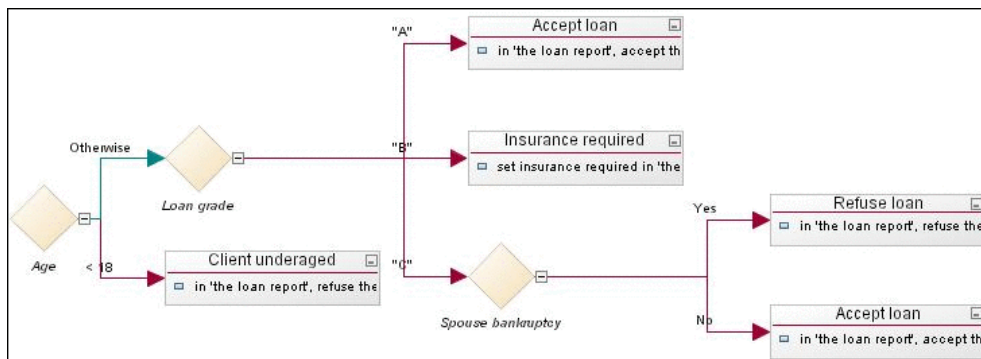 "A"
Accept loan
in 'the loan report', accept th
Otherwise
"B"
Insurance required
set insurance required in 'the
Loan grade
Yes
Refuse loan
in 'the loan report', refuse the
Age
< 18
Client underaged
in 'the loan report', refuse the
"C"
Spouse bankruptcy
No
Accept loan
in 'the loan report', accept th